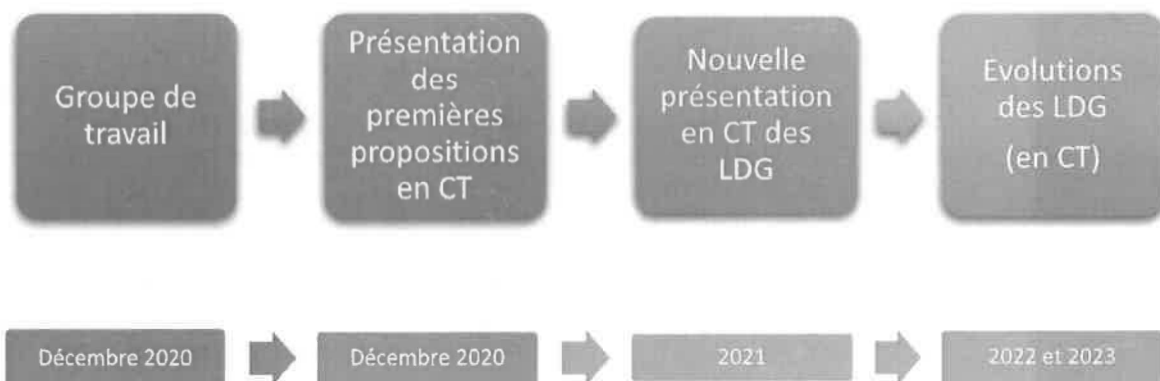 Groupe de
travail
Présentation
des
premières
propositions
en CT
Nouvelle
présentation
en CT des
LDG
Evolutions
des LDG
(en CT)
Décembre 2020
Décembre 2020
2021
2022 et 2023